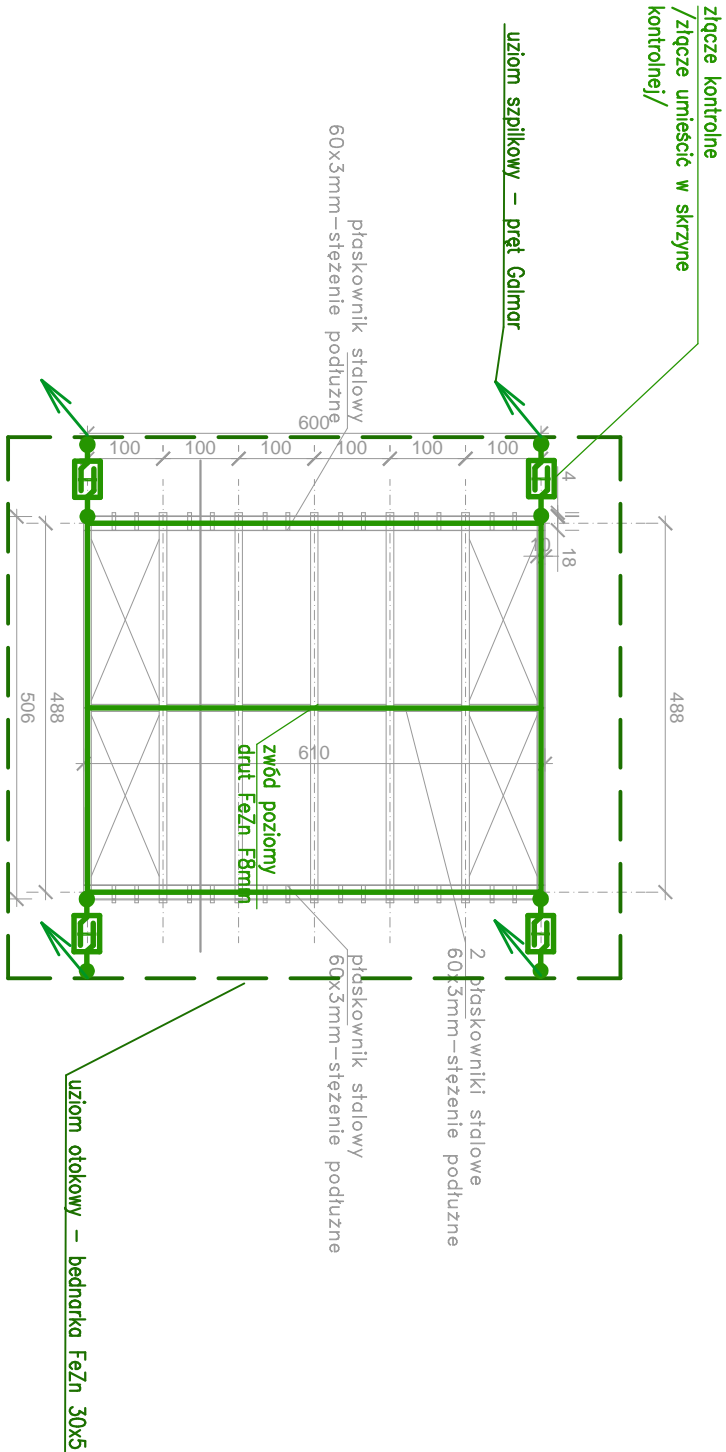 złącze kontrolne
/złącze umieścić w skrzyne
kontrolnej/
uziom szpilkowy – pręt Galmar
płaskownik stalowy
60x3mm–stężenie podłużne
600
100
100
100
100
100
100
4
10
18
488
506
488
610
zwód poziomy
drut FeZn F8mm
2 płaskowniki stalowe
60x3mm–stężenie podłużne
płaskownik stalowy
60x3mm–stężenie podłużne
uziom otokowy – bednarka FeZn 30x5